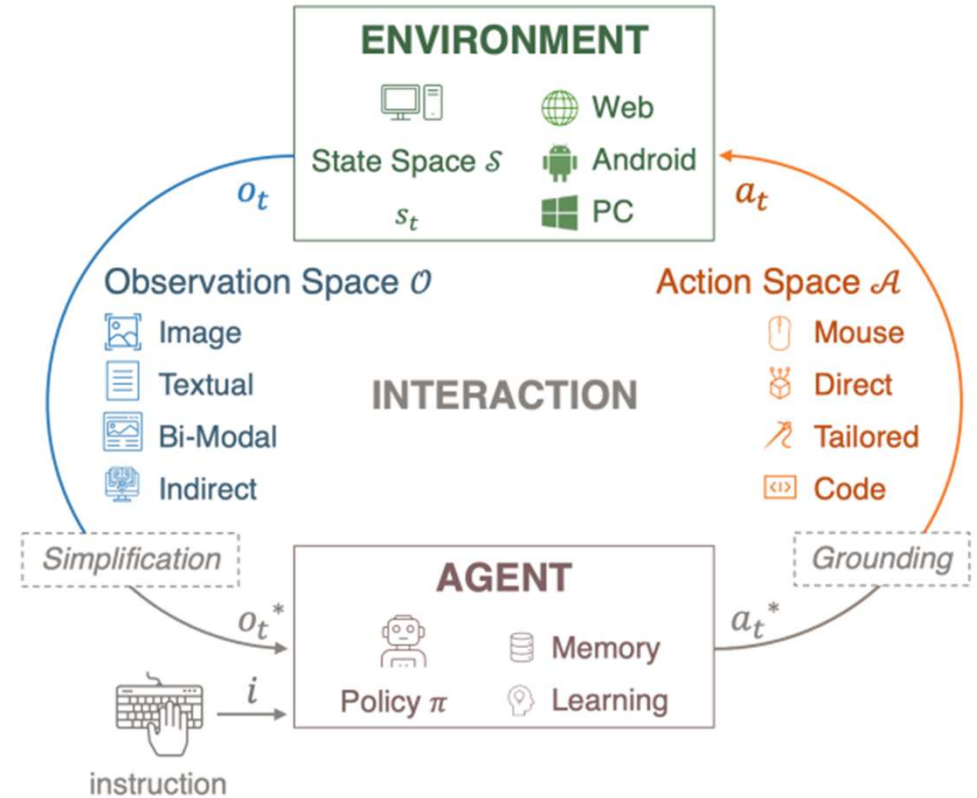 ENVIRONMENT
State Space 𝒮
s_t
Web
Android
PC
o_t
a_t
Observation Space 𝒪
Image
Textual
Bi-Modal
Indirect
INTERACTION
Action Space 𝒜
Mouse
Direct
Tailored
Code
Simplification
Grounding
o_t*
a_t*
AGENT
Policy π
Memory
Learning
i
instruction